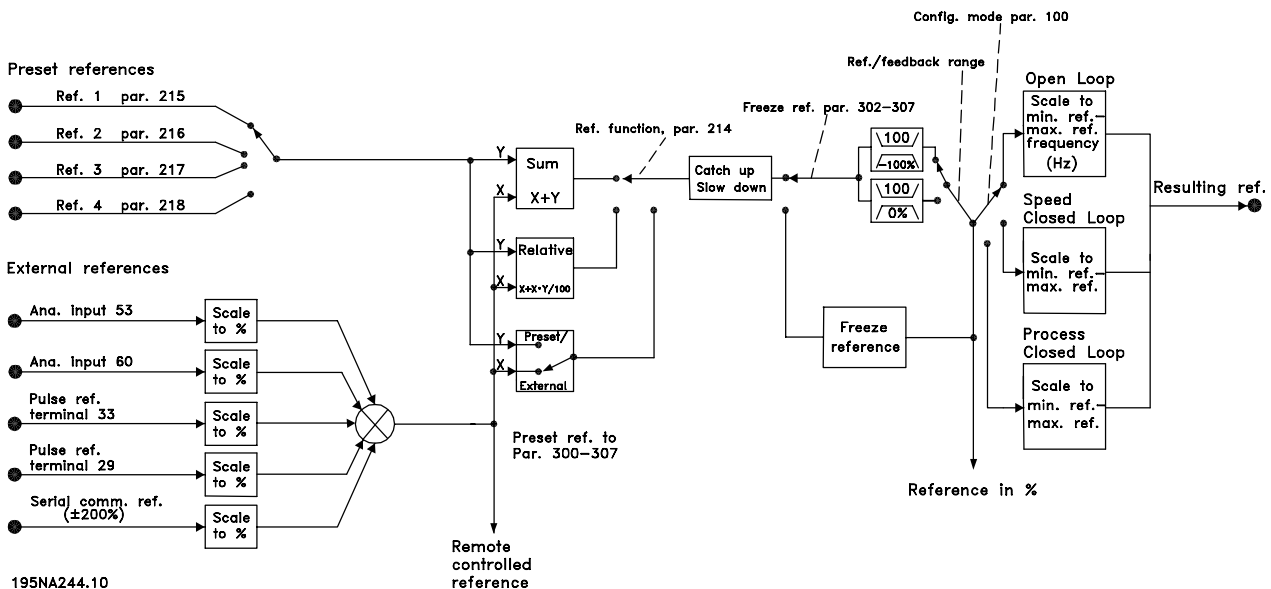 Config. mode par. 100
Ref./feedback range
Preset references
Ref. 1 par. 215
Ref. 2 par. 216
Ref. 3 par. 217
Ref. 4 par. 218
External references
Ana. input 53
Scale
to %
Ana. input 60
Scale
to %
Pulse ref.
terminal 33
Scale
to %
Pulse ref.
terminal 29
Scale
to %
Serial comm. ref.
(±200%)
Scale
to %
Y
X
Sum
X+Y
Y
X
Relative
X+X·Y/100
Y
X
Preset/
External
Preset ref. to
Par. 300-307
Remote
controlled
reference
Ref. function, par. 214
Catch up
Slow down
Freeze ref. par. 302-307
100
-100%
100
0%
Freeze
reference
Reference in %
Open Loop
Scale to
min. ref.-
max. ref.
frequency
(Hz)
Speed
Closed Loop
Scale to
min. ref.-
max. ref.
Process
Closed Loop
Scale to
min. ref.-
max. ref.
Resulting ref.
195NA244.10